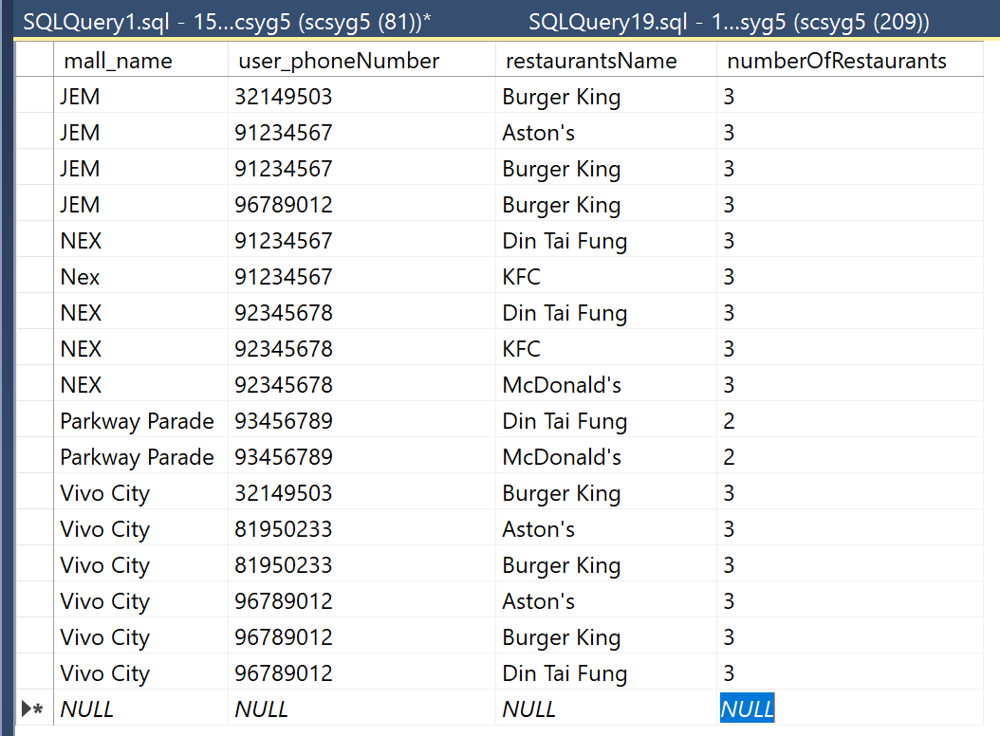 SQLQuery1.sql - 15...csyg5 (scsyg5 (81))* SQLQuery19.sql - 1...syg5 (scsyg5 (209))
mall_name user_phoneNumber restaurantsName numberOfRestaurants
JEM 32149503 Burger King 3
JEM 91234567 Aston's 3
JEM 91234567 Burger King 3
JEM 96789012 Burger King 3
NEX 91234567 Din Tai Fung 3
Nex 91234567 KFC 3
NEX 92345678 Din Tai Fung 3
NEX 92345678 KFC 3
NEX 92345678 McDonald's 3
Parkway Parade 93456789 Din Tai Fung 2
Parkway Parade 93456789 McDonald's 2
Vivo City 32149503 Burger King 3
Vivo City 81950233 Aston's 3
Vivo City 81950233 Burger King 3
Vivo City 96789012 Aston's 3
Vivo City 96789012 Burger King 3
Vivo City 96789012 Din Tai Fung 3
NULL NULL NULL NULL